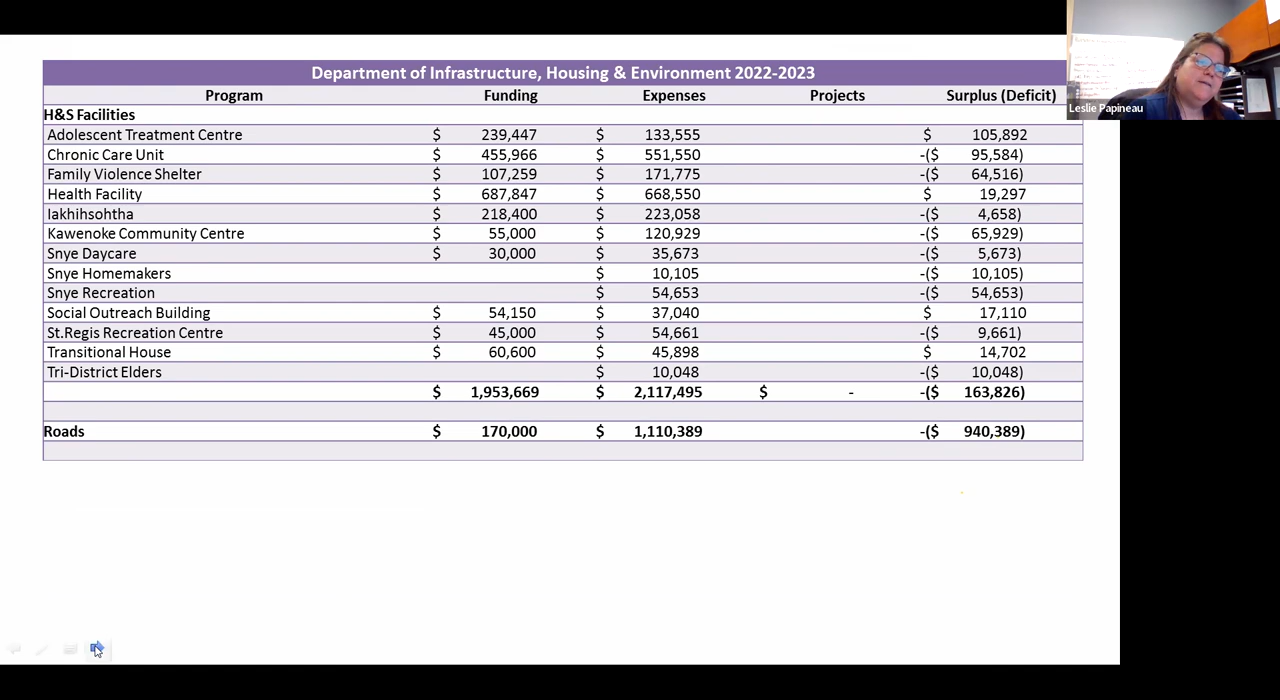 Department of Infrastructure, Housing & Environment 2022-2023
Program Funding Expenses Projects Surplus (Deficit)
H&S Facilities
Adolescent Treatment Centre $ 239,447 $ 133,555 $ 105,892
Chronic Care Unit $ 455,966 $ 551,550 -($ 95,584)
Family Violence Shelter $ 107,259 $ 171,775 -($ 64,516)
Health Facility $ 687,847 $ 668,550 $ 19,297
Iakhihsohtha $ 218,400 $ 223,058 -($ 4,658)
Kawenoke Community Centre $ 55,000 $ 120,929 -($ 65,929)
Snye Daycare $ 30,000 $ 35,673 -($ 5,673)
Snye Homemakers $ 10,105 -($ 10,105)
Snye Recreation $ 54,653 -($ 54,653)
Social Outreach Building $ 54,150 $ 37,040 $ 17,110
St.Regis Recreation Centre $ 45,000 $ 54,661 -($ 9,661)
Transitional House $ 60,600 $ 45,898 $ 14,702
Tri-District Elders $ 10,048 -($ 10,048)
$ 1,953,669 $ 2,117,495 $ - -($ 163,826)
Roads $ 170,000 $ 1,110,389 -($ 940,389)
Leslie Papineau